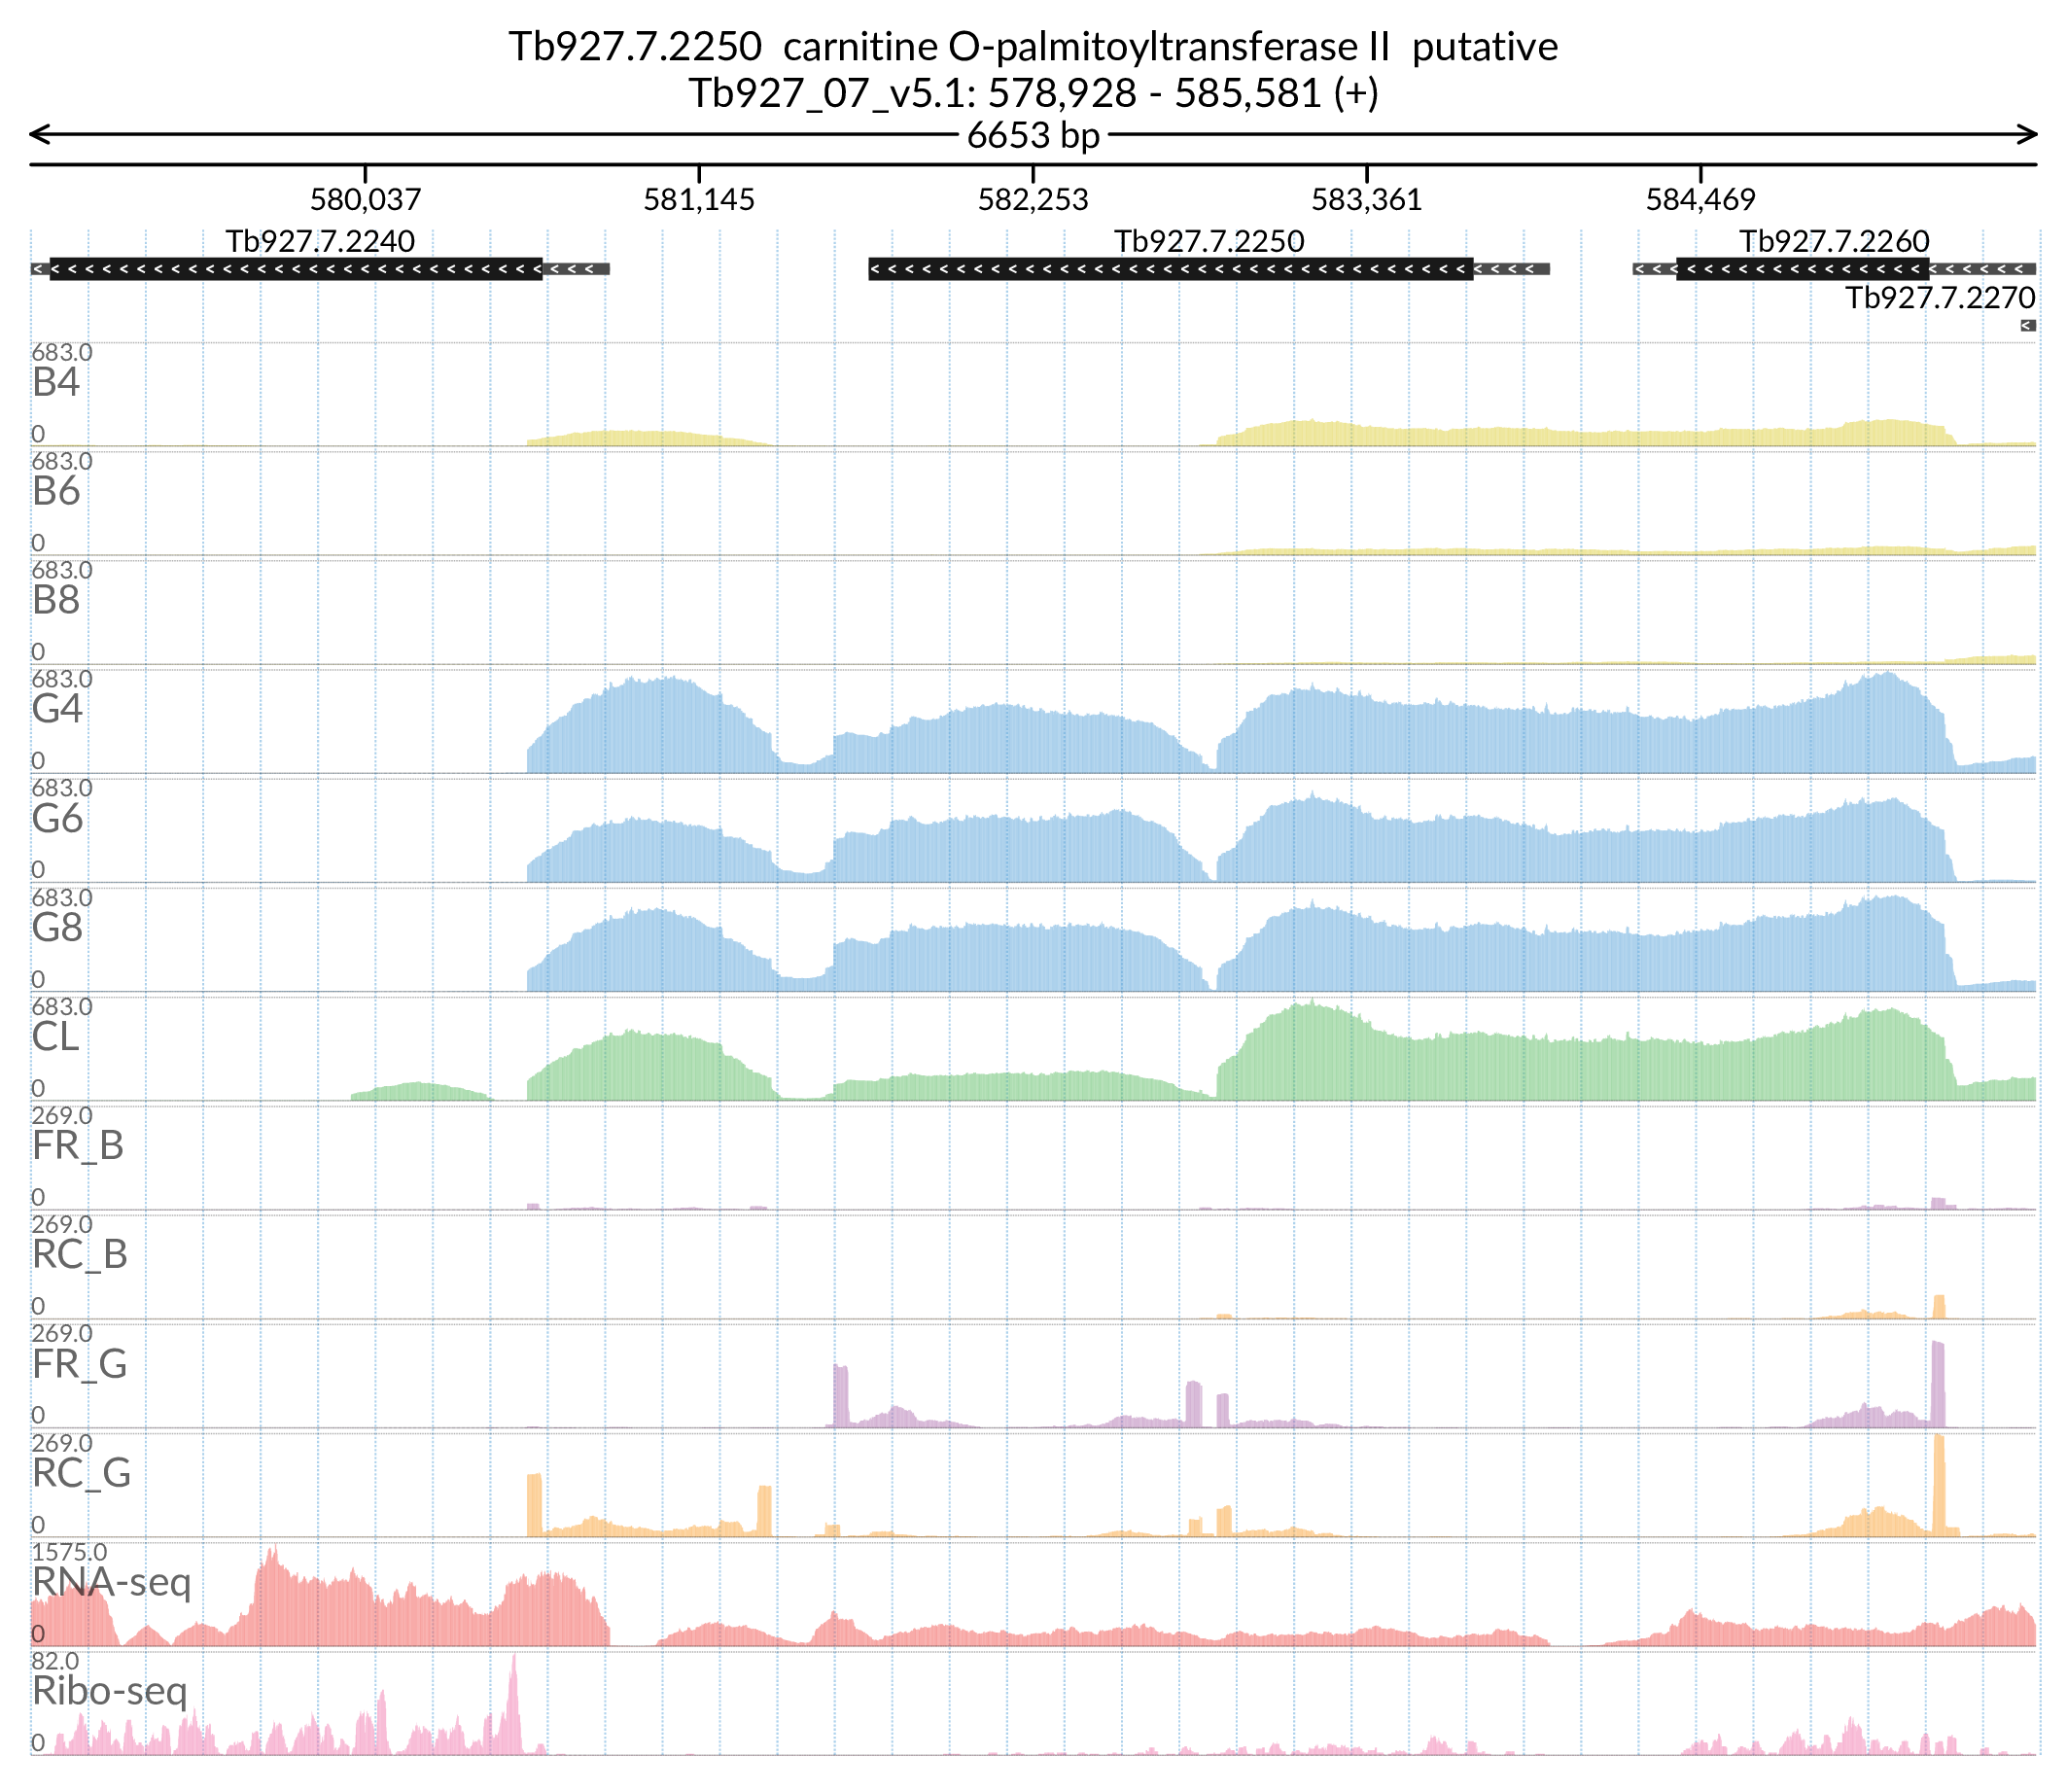 Tb927.7.2250  carnitine O-palmitoyltransferase II  putative
Tb927_07_v5.1: 578,928 - 585,581 (+)
6653 bp
580,037 581,145 582,253 583,361 584,469
Tb927.7.2240 Tb927.7.2250 Tb927.7.2260
Tb927.7.2270
683.0
B4
0
683.0
B6
0
683.0
B8
0
683.0
G4
0
683.0
G6
0
683.0
G8
0
683.0
CL
0
269.0
FR_B
0
269.0
RC_B
0
269.0
FR_G
0
269.0
RC_G
0
1575.0
RNA-seq
0
82.0
Ribo-seq
0